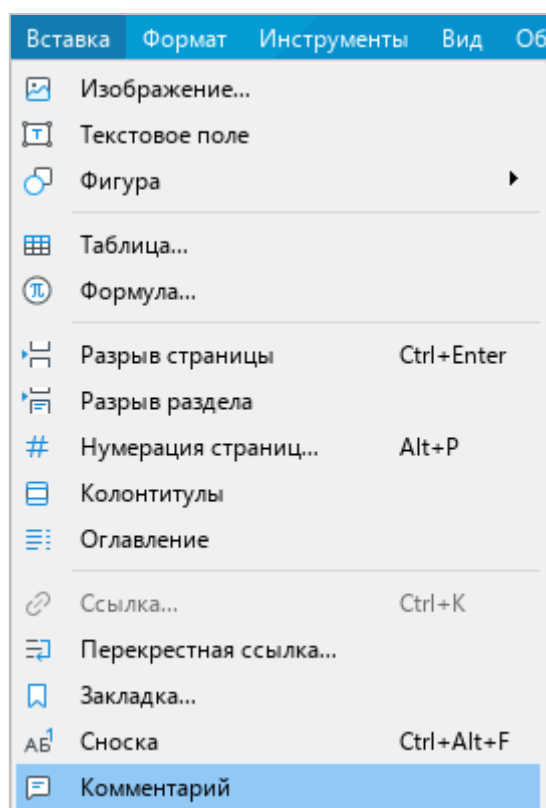 Вставка Формат Инструменты Вид Об
Изображение...
Текстовое поле
Фигура
Таблица...
Формула...
Разрыв страницы Ctrl+Enter
Разрыв раздела
Нумерация страниц... Alt+P
Колонтитулы
Оглавление
Ссылка... Ctrl+K
Перекрестная ссылка...
Закладка...
Сноска Ctrl+Alt+F
Комментарий